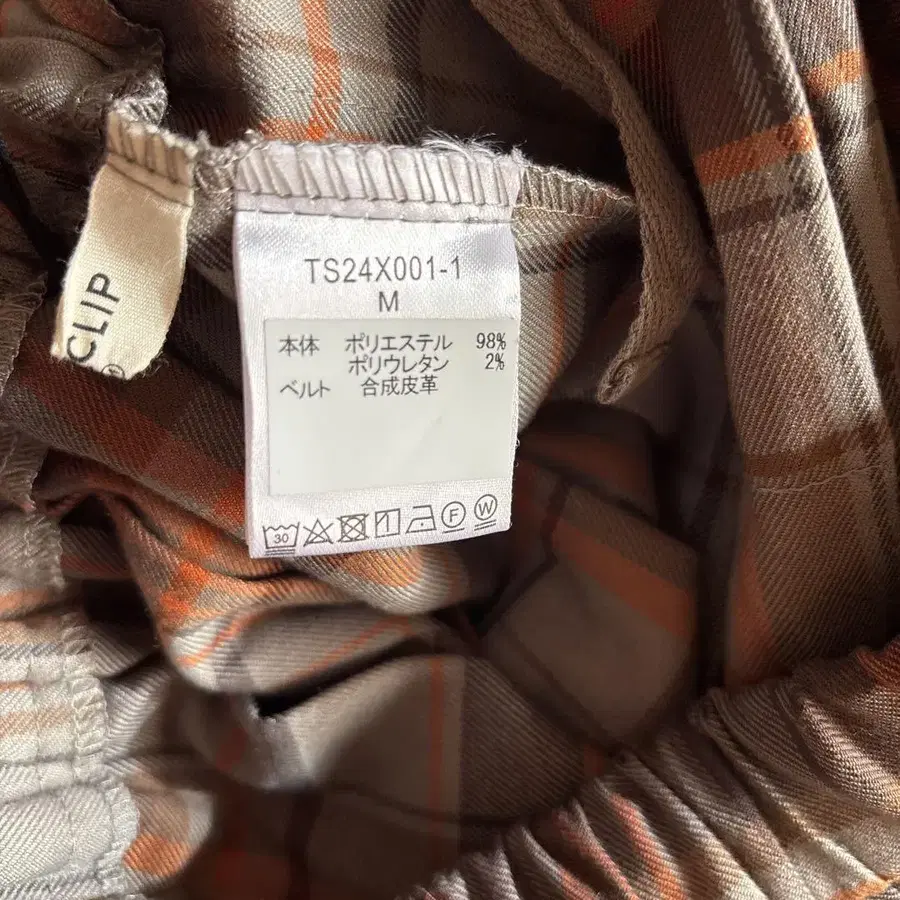 CLIP
®
TS24X001-1
M
本体 ポリエステル 98%
ポリウレタン 2%
ベルト 合成皮革
30 F W